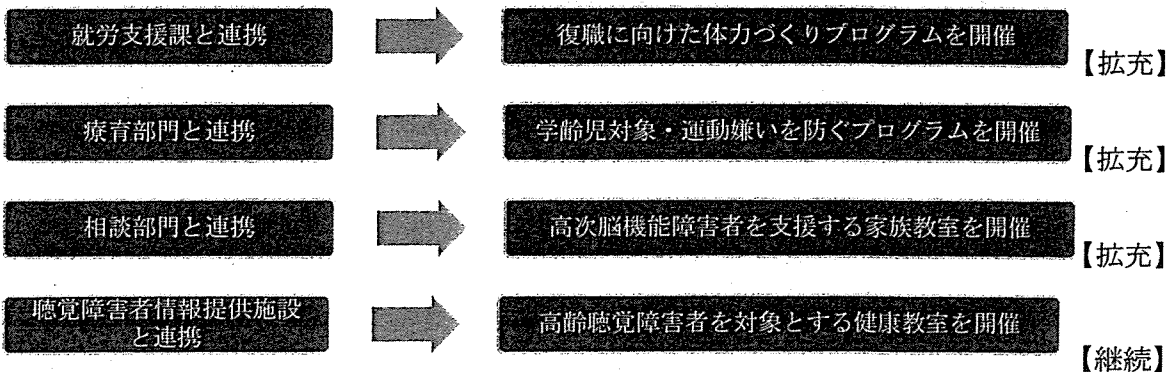 就労支援課と連携
復職に向けた体力づくりプログラムを開催
【拡充】
療育部門と連携
学齢児対象・運動嫌いを防ぐプログラムを開催
【拡充】
相談部門と連携
高次脳機能障害者を支援する家族教室を開催
【拡充】
聴覚障害者情報提供施設
と連携
高齢聴覚障害者を対象とする健康教室を開催
【継続】